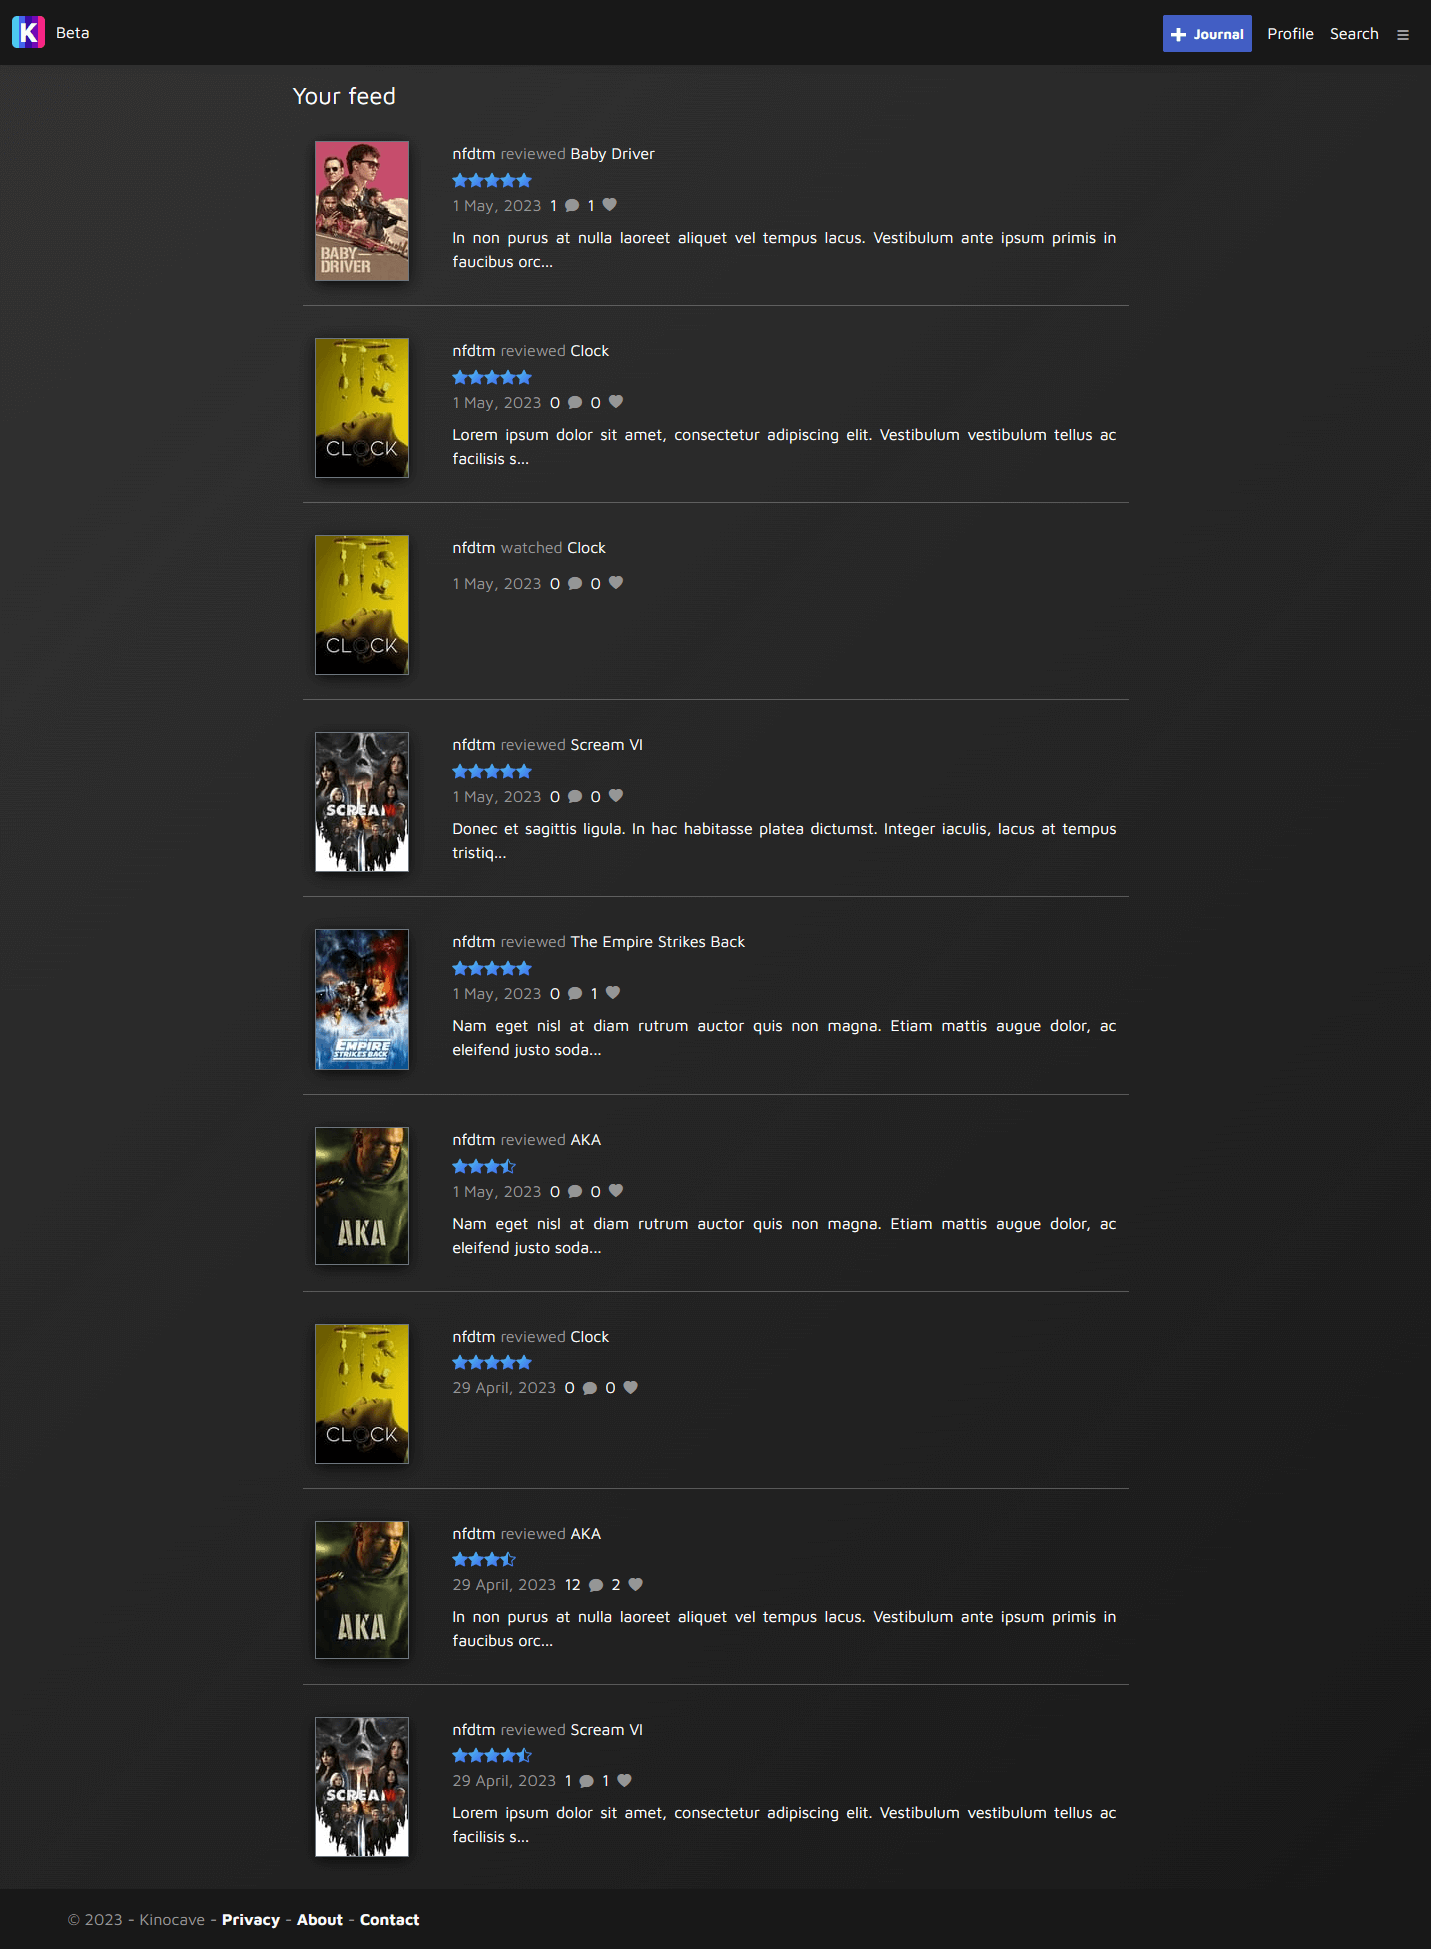 K Beta
Journal Profile Search
Your feed
BABY
DRIVER
nfdtm reviewed Baby Driver
1 May, 2023 1 1
In non purus at nulla laoreet aliquet vel tempus lacus. Vestibulum ante ipsum primis in
faucibus orc...
CLOCK
nfdtm reviewed Clock
1 May, 2023 0 0
Lorem ipsum dolor sit amet, consectetur adipiscing elit. Vestibulum vestibulum tellus ac
facilisis s...
CLOCK
nfdtm watched Clock
1 May, 2023 0 0
SCREAM
nfdtm reviewed Scream VI
1 May, 2023 0 0
Donec et sagittis ligula. In hac habitasse platea dictumst. Integer iaculis, lacus at tempus
tristiq...
EMPIRE
STRIKES BACK
nfdtm reviewed The Empire Strikes Back
1 May, 2023 0 1
Nam eget nisl at diam rutrum auctor quis non magna. Etiam mattis augue dolor, ac
eleifend justo soda...
AKA
nfdtm reviewed AKA
1 May, 2023 0 0
Nam eget nisl at diam rutrum auctor quis non magna. Etiam mattis augue dolor, ac
eleifend justo soda...
CLOCK
nfdtm reviewed Clock
29 April, 2023 0 0
AKA
nfdtm reviewed AKA
29 April, 2023 12 2
In non purus at nulla laoreet aliquet vel tempus lacus. Vestibulum ante ipsum primis in
faucibus orc...
SCREAM
nfdtm reviewed Scream VI
29 April, 2023 1 1
Lorem ipsum dolor sit amet, consectetur adipiscing elit. Vestibulum vestibulum tellus ac
facilisis s...
© 2023 - Kinocave - Privacy - About - Contact